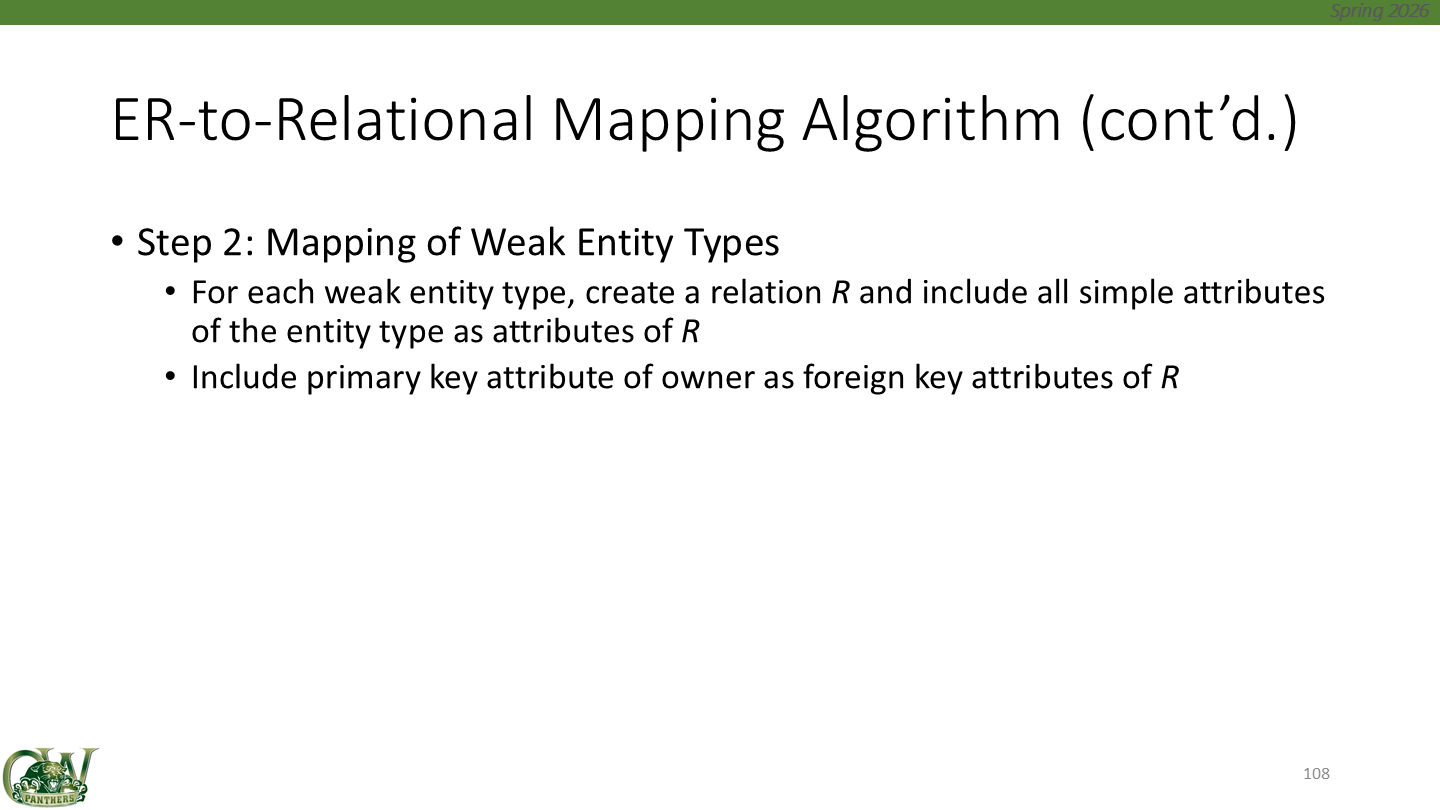 Spring 2026
ER-to-Relational Mapping Algorithm (cont’d.)
• Step 2: Mapping of Weak Entity Types
• For each weak entity type, create a relation R and include all simple attributes
of the entity type as attributes of R
• Include primary key attribute of owner as foreign key attributes of R
OW
PANTHERS
108